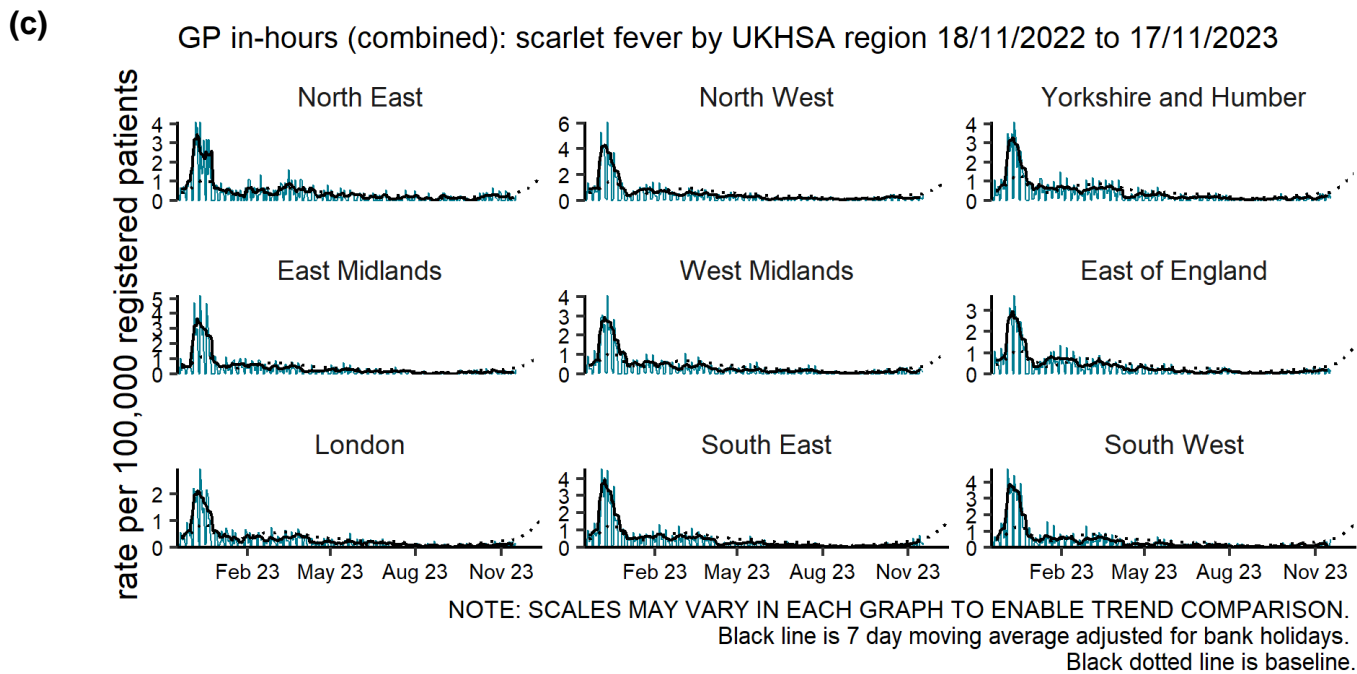 (c)
GP in-hours (combined): scarlet fever by UKHSA region 18/11/2022 to 17/11/2023
rate per 100,000 registered patients
North East
4
3
2
1
0
North West
6
4
2
0
Yorkshire and Humber
4
3
2
1
0
East Midlands
5
4
3
2
1
0
West Midlands
4
3
2
1
0
East of England
3
2
1
0
London
2
1
0
Feb 23 May 23 Aug 23 Nov 23
South East
4
3
2
1
0
Feb 23 May 23 Aug 23 Nov 23
South West
4
3
2
1
0
Feb 23 May 23 Aug 23 Nov 23
NOTE: SCALES MAY VARY IN EACH GRAPH TO ENABLE TREND COMPARISON.
Black line is 7 day moving average adjusted for bank holidays.
Black dotted line is baseline.